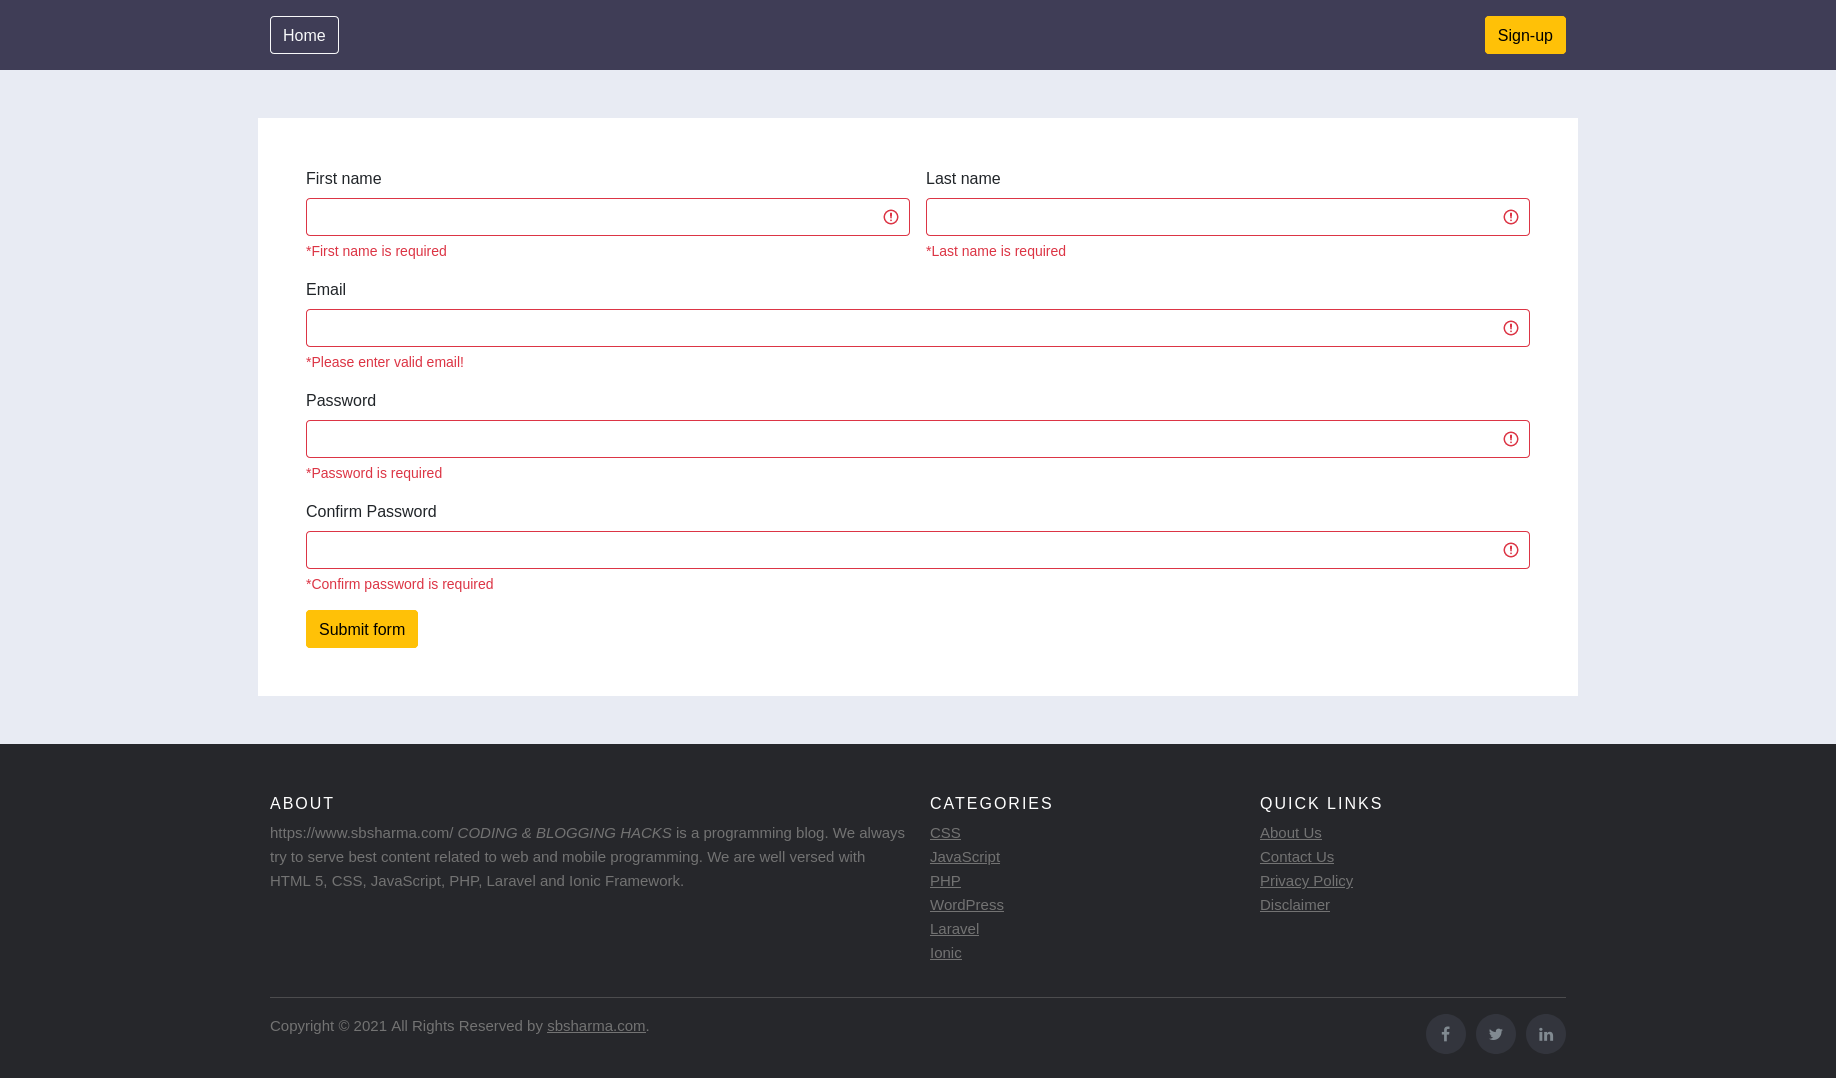 Home
Sign-up
First name
Last name
*First name is required
*Last name is required
Email
*Please enter valid email!
Password
*Password is required
Confirm Password
*Confirm password is required
Submit form
ABOUT
https://www.sbsharma.com/ CODING & BLOGGING HACKS is a programming blog. We always
try to serve best content related to web and mobile programming. We are well versed with
HTML 5, CSS, JavaScript, PHP, Laravel and Ionic Framework.
CATEGORIES
CSS
JavaScript
PHP
WordPress
Laravel
Ionic
QUICK LINKS
About Us
Contact Us
Privacy Policy
Disclaimer
Copyright © 2021 All Rights Reserved by sbsharma.com.